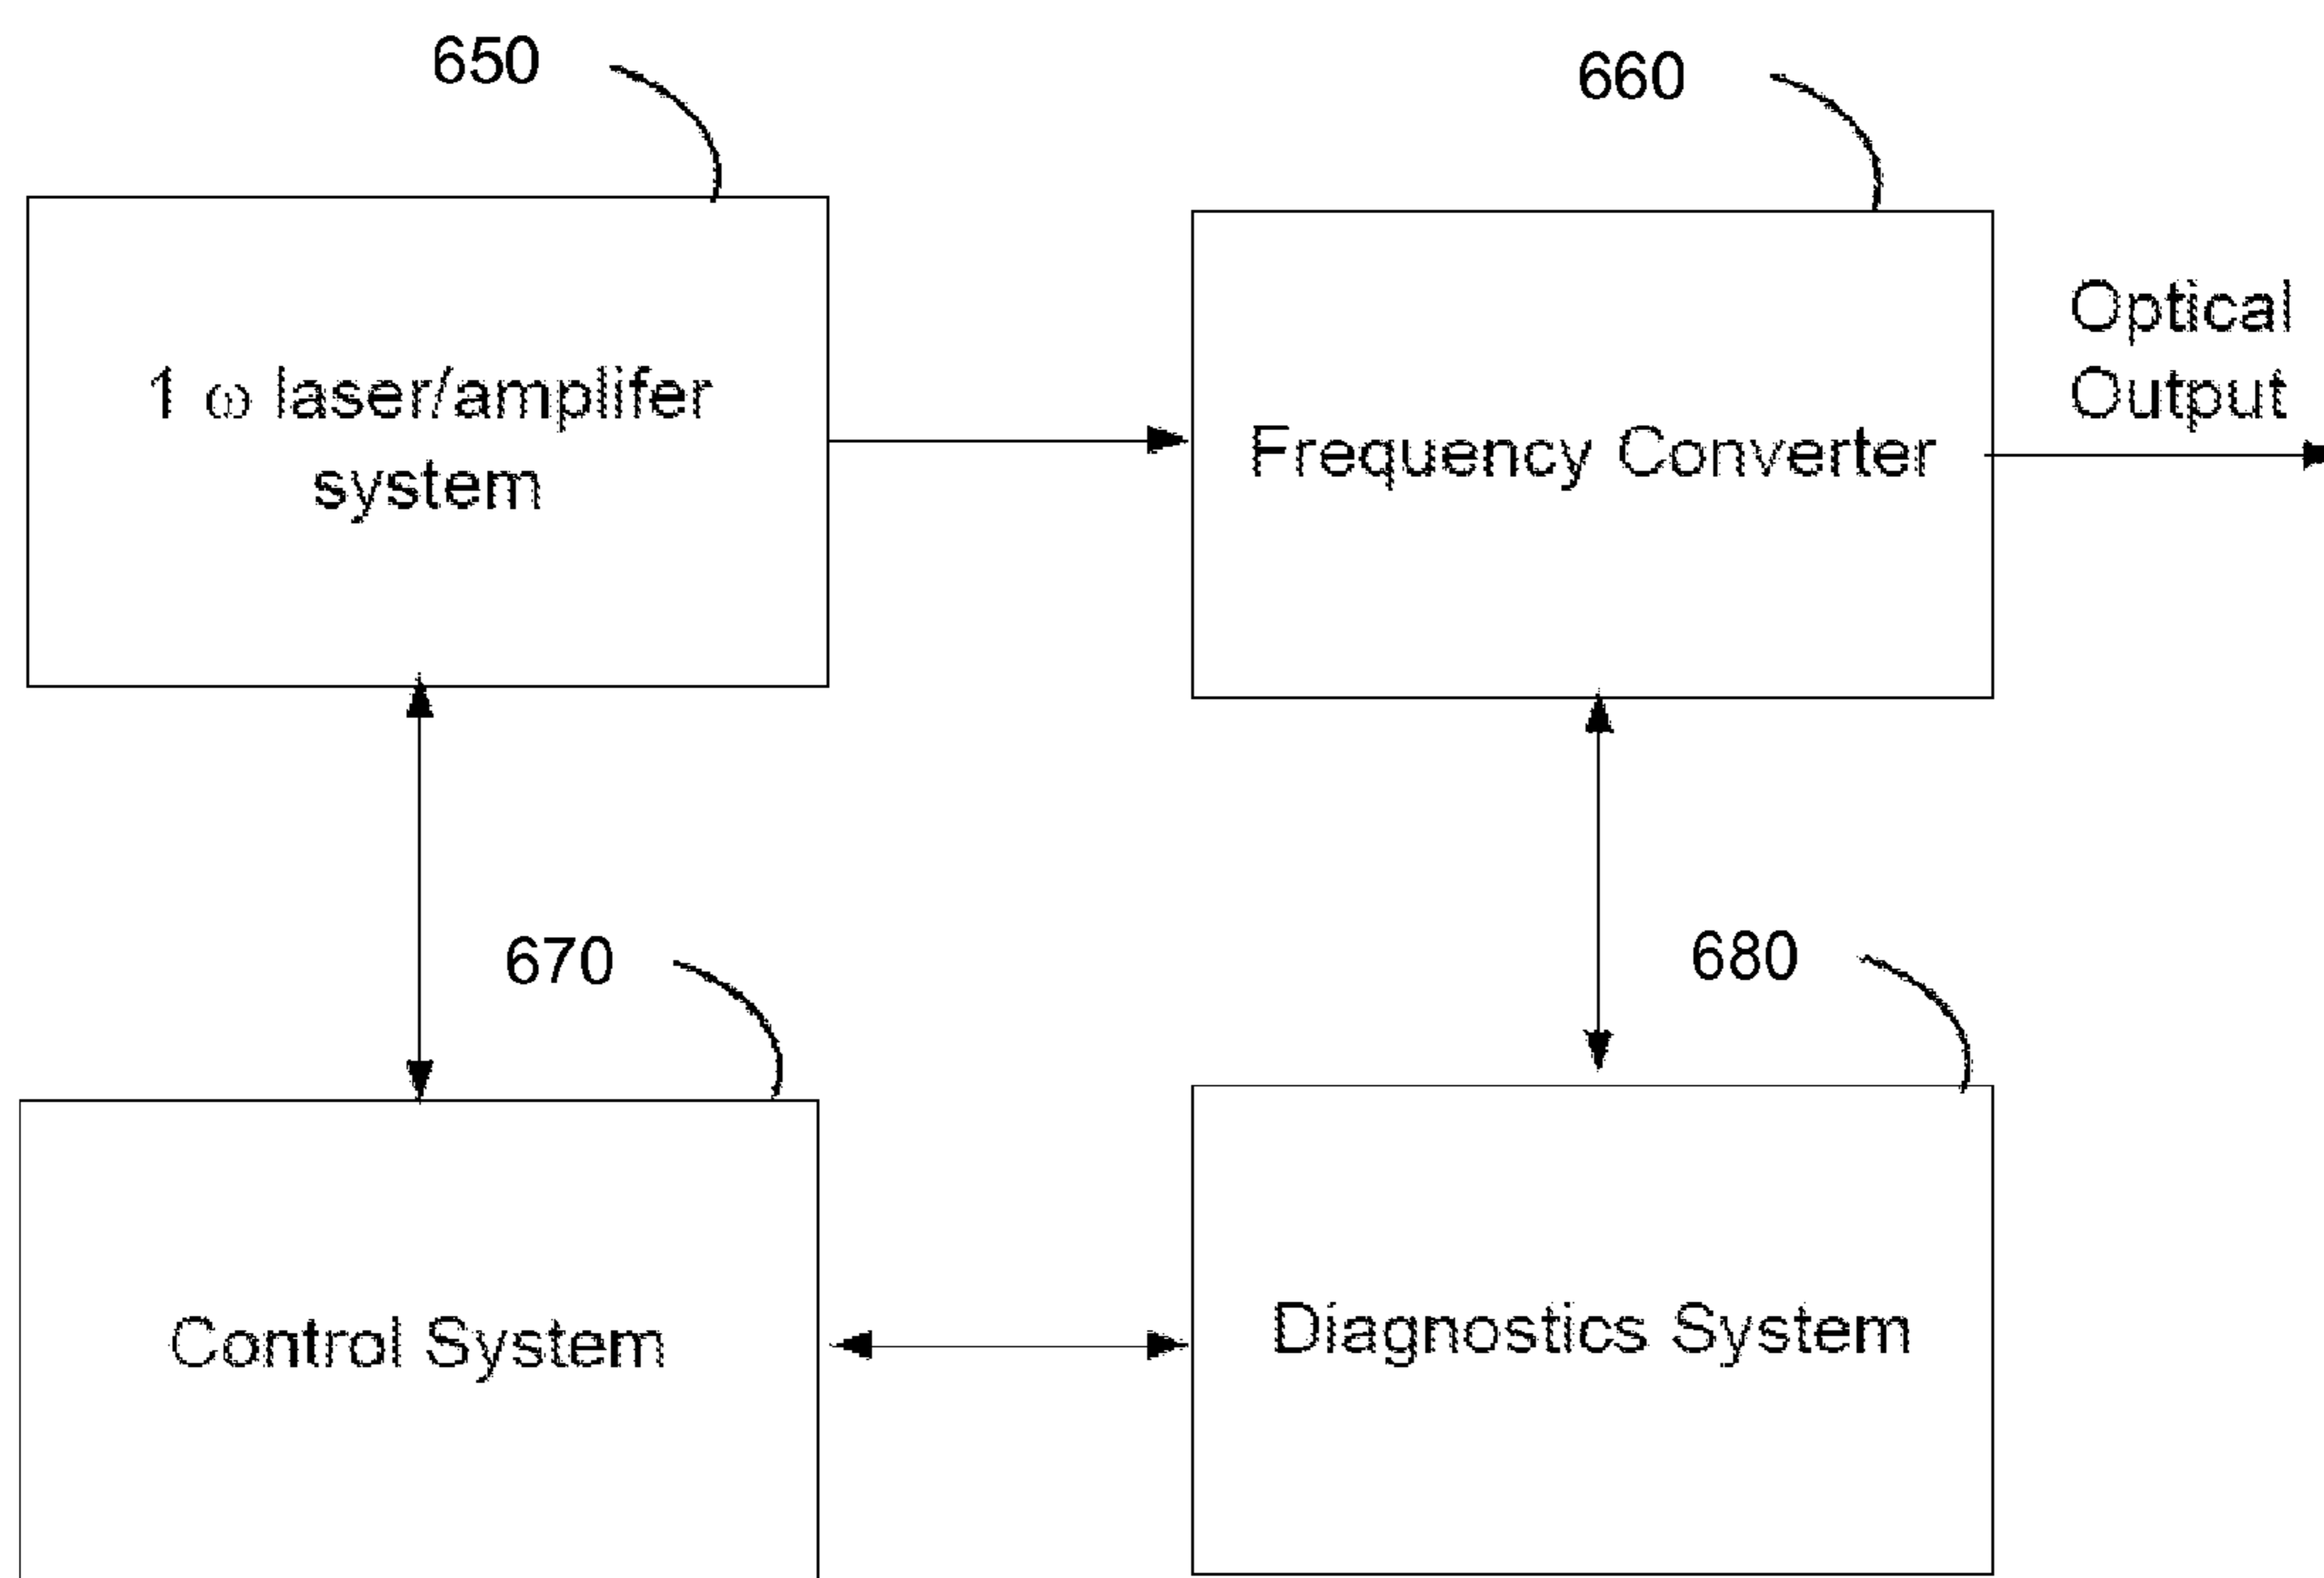 650
660
1 ω laser/amplifer
system
Frequency Converter
Optical
Output
670
680
Control System
Diagnostics System